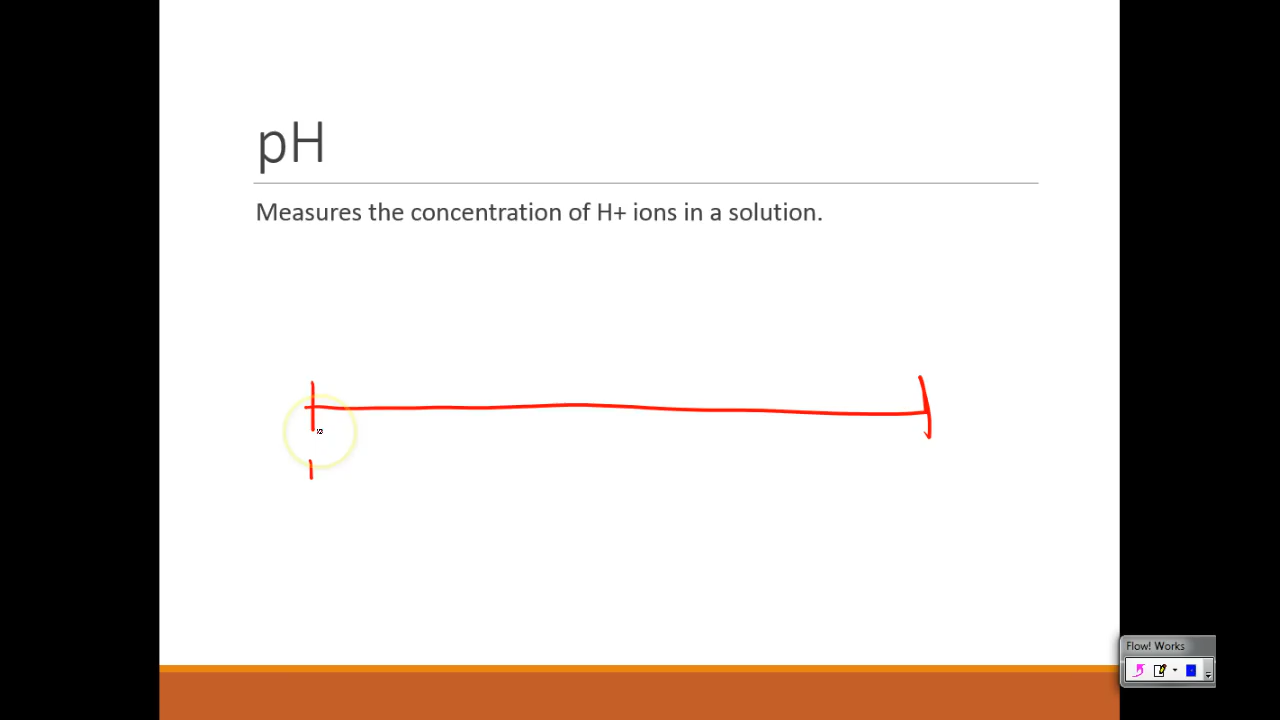 pH
Measures the concentration of H+ ions in a solution.
Flow! Works